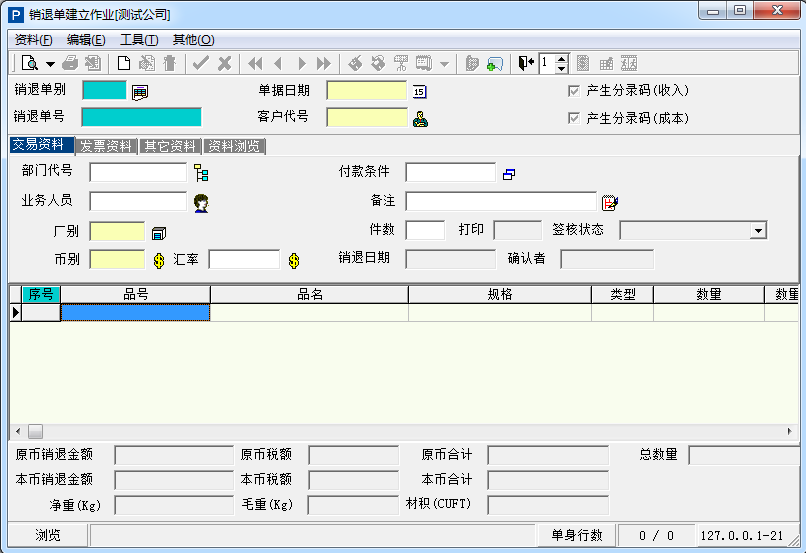 P 销退单建立作业[测试公司]
资料(F) 编辑(E) 工具(T) 其他(O)
1
销退单别 单据日期 15 产生分录码(收入)
销退单号 客户代号 产生分录码(成本)
交易资料 发票资料 其它资料 资料浏览
部门代号 付款条件
业务人员 备注
厂别 件数 打印 签核状态
币别 汇率 销退日期 确认者
序号 品号 品名 规格 类型 数量 数量
原币销退金额 原币税额 原币合计 总数量
本币销退金额 本币税额 本币合计
净重(Kg) 毛重(Kg) 材积(CUFT)
浏览 单身行数 0 / 0 127.0.0.1-21